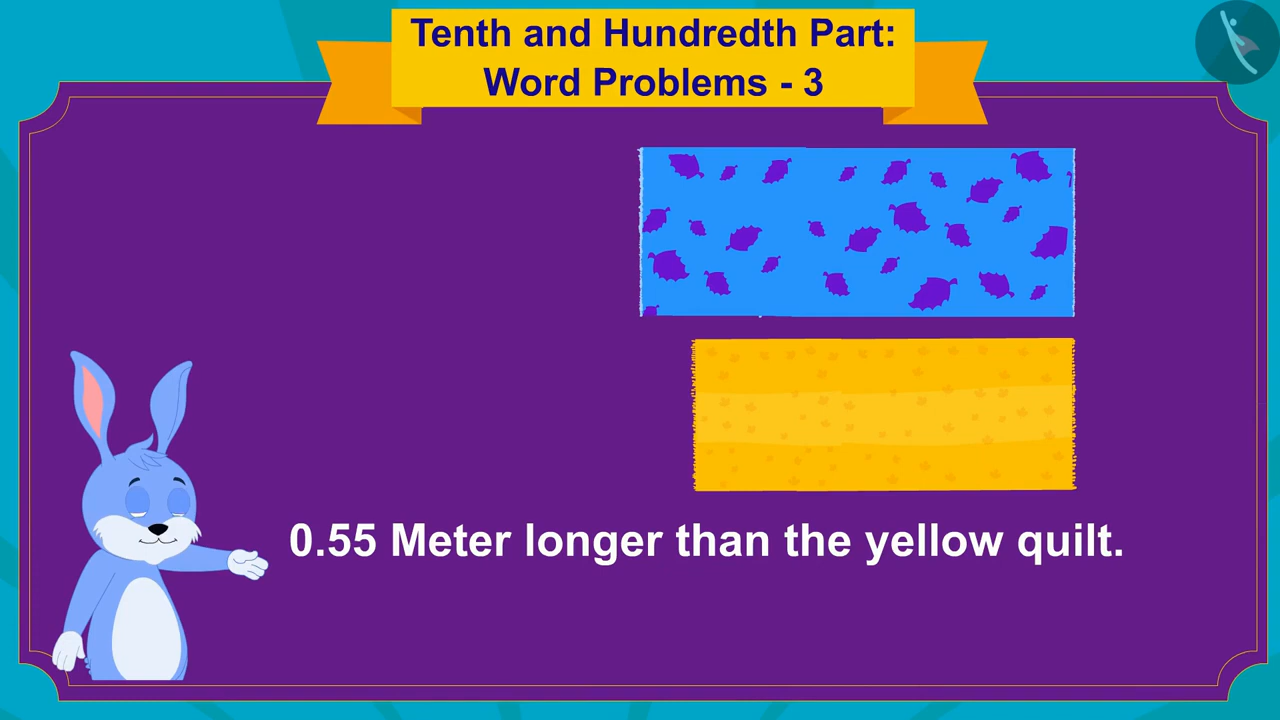 Tenth and Hundredth Part:
Word Problems - 3
0.55 Meter longer than the yellow quilt.